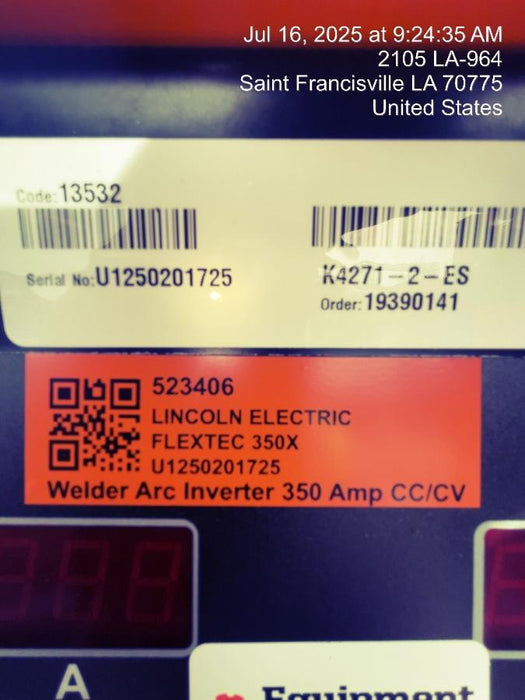 Jul 16, 2025 at 9:24:35 AM
2105 LA-964
Saint Francisville LA 70775
United States
Code: 13532
Serial No: U1250201725
K4271-2-ES
Order: 19390141
523406
LINCOLN ELECTRIC
FLEXTEC 350X
U1250201725
Welder Arc Inverter 350 Amp CC/CV
A
Equipment